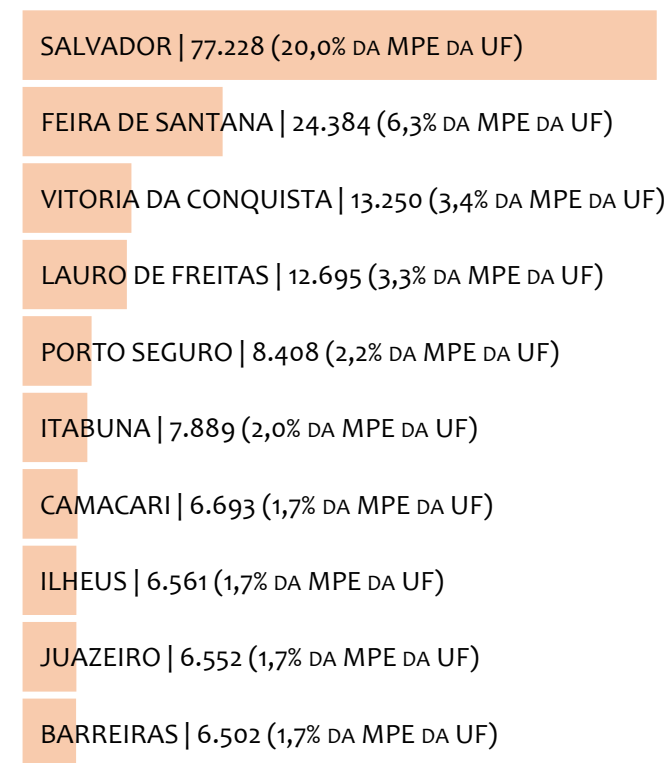 SALVADOR | 77.228 (20,0% DA MPE DA UF)
FEIRA DE SANTANA | 24.384 (6,3% DA MPE DA UF)
VITORIA DA CONQUISTA | 13.250 (3,4% DA MPE DA UF)
LAURO DE FREITAS | 12.695 (3,3% DA MPE DA UF)
PORTO SEGURO | 8.408 (2,2% DA MPE DA UF)
ITABUNA | 7.889 (2,0% DA MPE DA UF)
CAMACARI | 6.693 (1,7% DA MPE DA UF)
ILHEUS | 6.561 (1,7% DA MPE DA UF)
JUAZEIRO | 6.552 (1,7% DA MPE DA UF)
BARREIRAS | 6.502 (1,7% DA MPE DA UF)